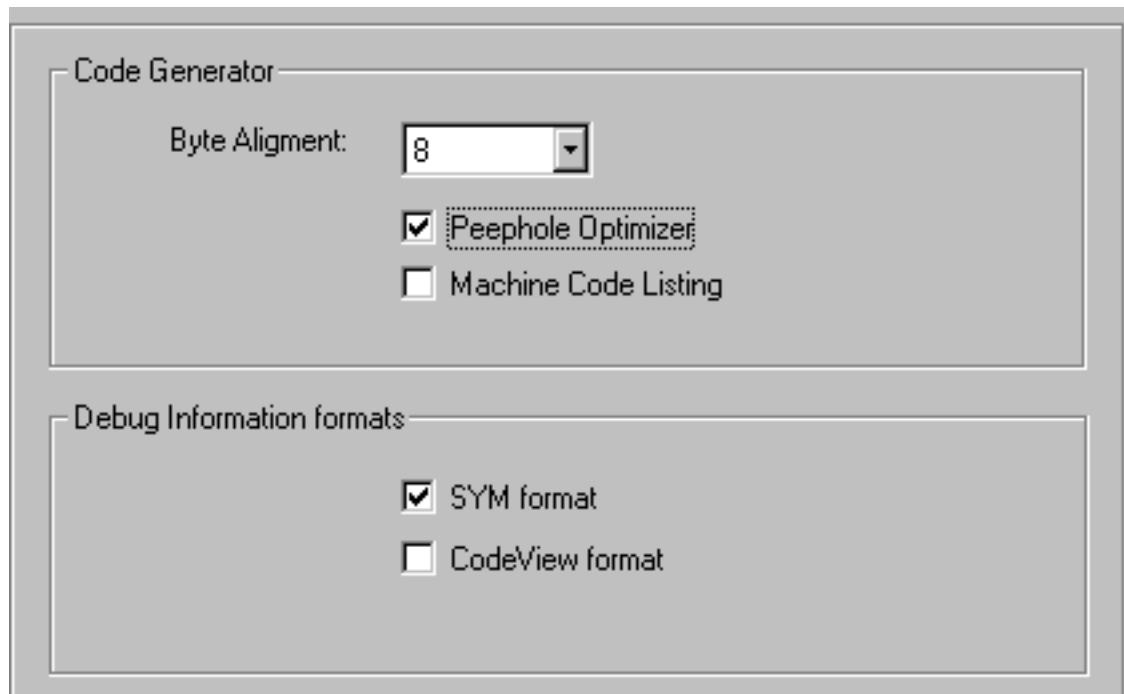 Code Generator
Byte Aligment:
8
Peephole Optimizer
Machine Code Listing
Debug Information formats
SYM format
CodeView format